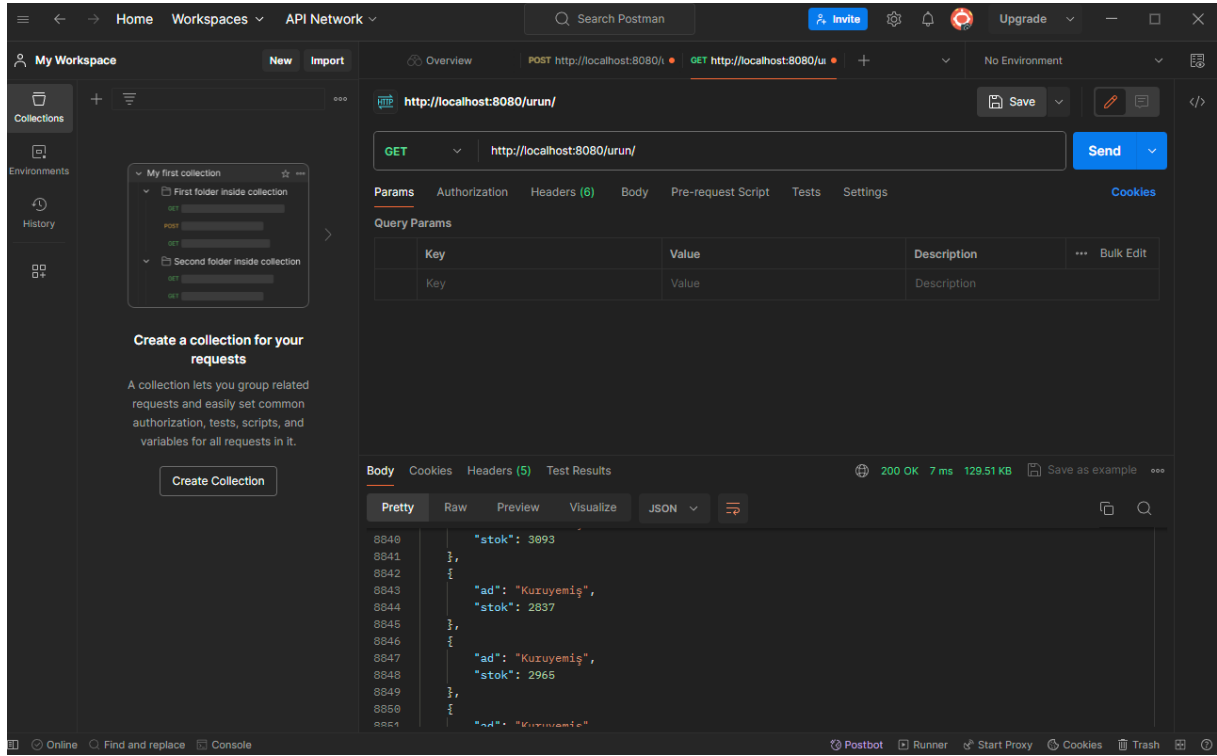 Home Workspaces API Network Search Postman Invite Upgrade
My Workspace New Import Overview POST http://localhost:8080/u GET http://localhost:8080/ur No Environment
Collections
Environments
History
My first collection
First folder inside collection
GET
POST
GET
Second folder inside collection
GET
GET
Create a collection for your
requests
A collection lets you group related
requests and easily set common
authorization, tests, scripts, and
variables for all requests in it.
Create Collection
HTTP http://localhost:8080/urun/ Save
GET http://localhost:8080/urun/ Send
Params Authorization Headers (6) Body Pre-request Script Tests Settings Cookies
Query Params
Key Value Description Bulk Edit
Key Value Description
Body Cookies Headers (5) Test Results 200 OK 7 ms 129.51 KB Save as example
Pretty Raw Preview Visualize JSON
8840 "stok": 3093
8841 },
8842 {
8843 "ad": "Kuruyemiş",
8844 "stok": 2837
8845 },
8846 {
8847 "ad": "Kuruyemiş",
8848 "stok": 2965
8849 },
8850 {
8851 "ad": "Kuruyemiş"
Online Find and replace Console Postbot Runner Start Proxy Cookies Trash